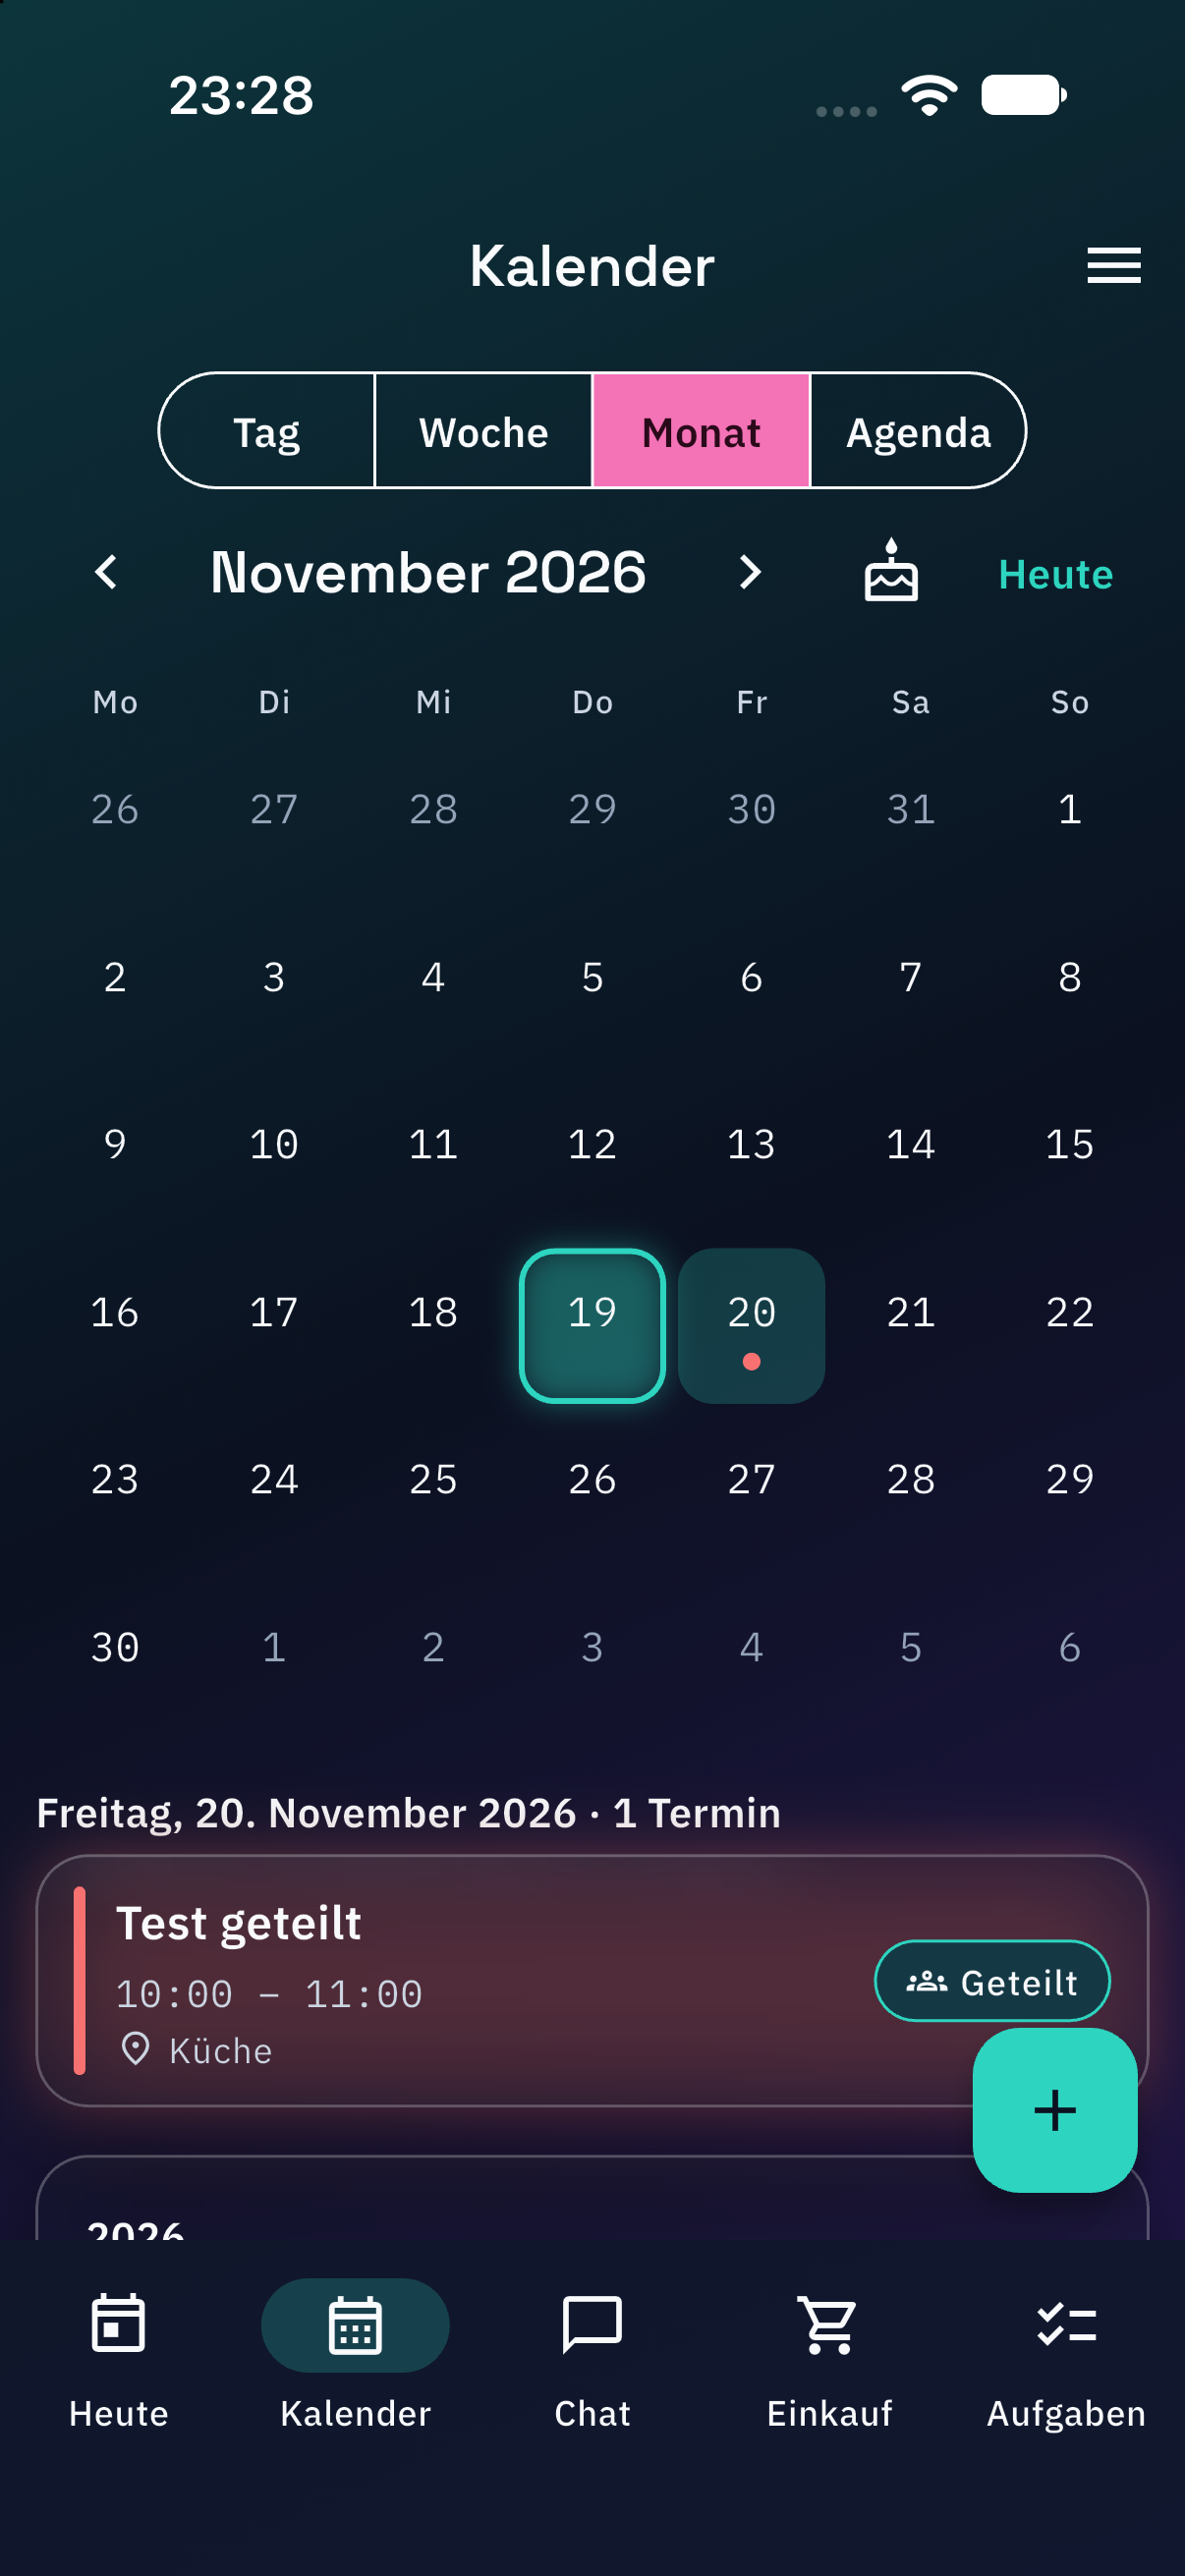 23:28
Kalender
Tag Woche Monat Agenda
November 2026 Heute
Mo Di Mi Do Fr Sa So
26 27 28 29 30 31 1
2 3 4 5 6 7 8
9 10 11 12 13 14 15
16 17 18 19 20 21 22
23 24 25 26 27 28 29
30 1 2 3 4 5 6
Freitag, 20. November 2026 · 1 Termin
Test geteilt
10:00 – 11:00
Geteilt
Küche
2026
Heute Kalender Chat Einkauf Aufgaben